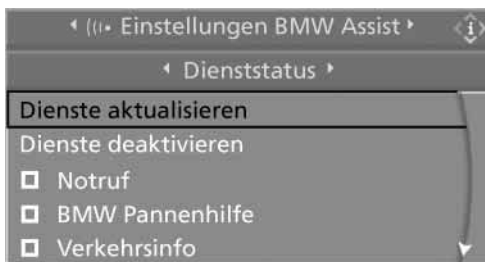 Einstellungen BMW Assist
Dienststatus
Dienste aktualisieren
Dienste deaktivieren
Notruf
BMW Pannenhilfe
Verkehrsinfo